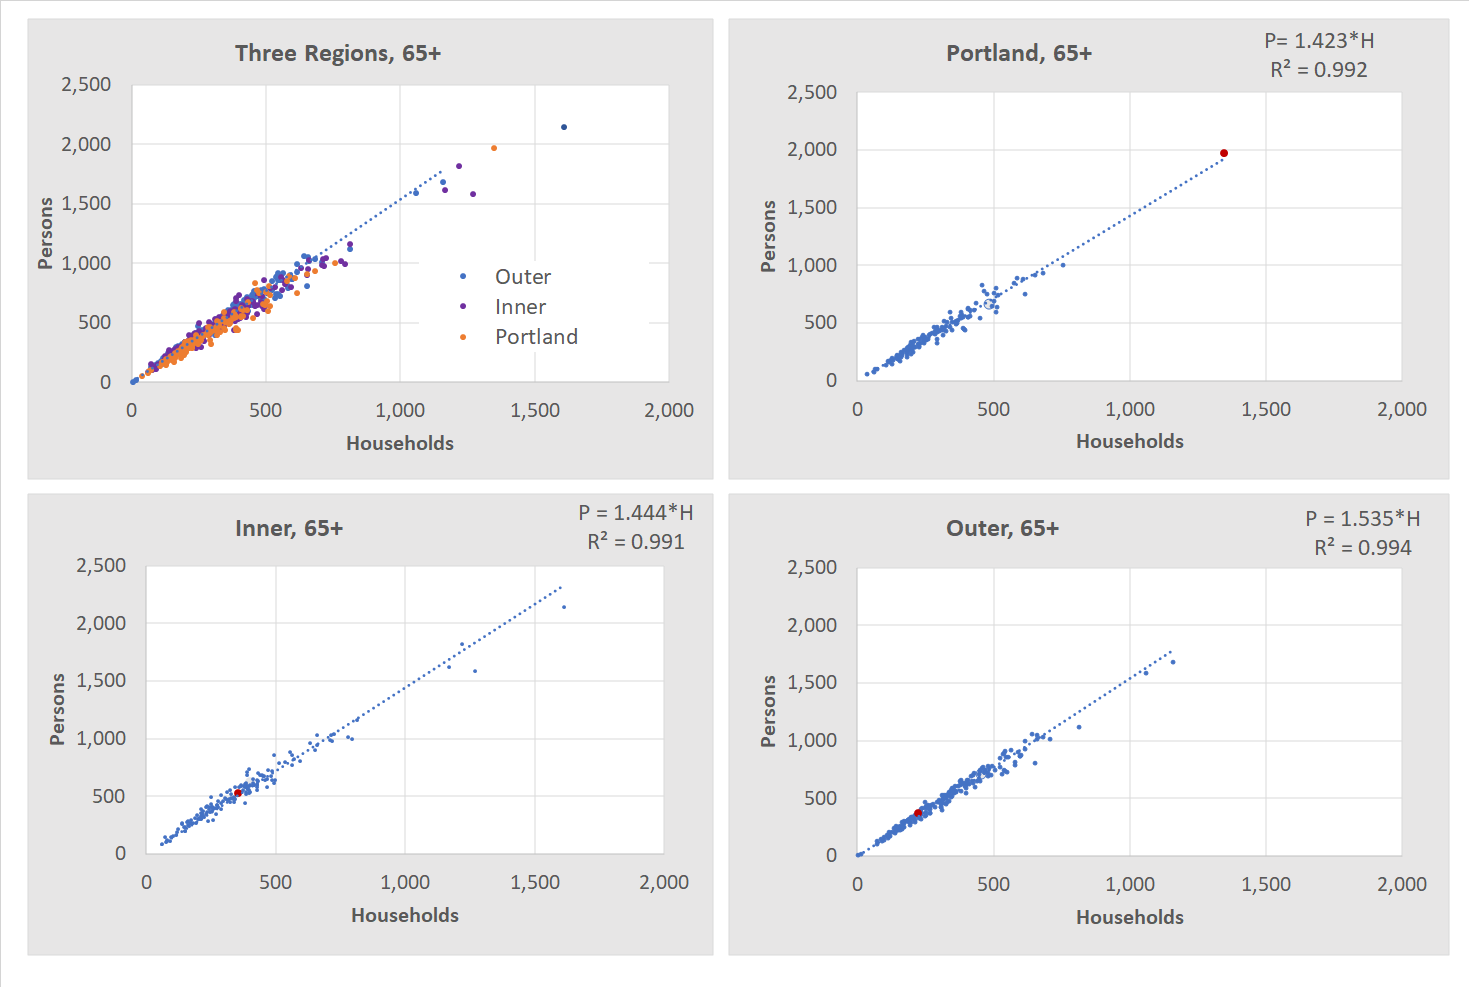 Three Regions, 65+
2,500
2,000
1,500
1,000
500
0
0 500 1,000 1,500 2,000
Persons
Households
Outer
Inner
Portland
Portland, 65+
P= 1.423*H
R² = 0.992
2,500
2,000
1,500
1,000
500
0
0 500 1,000 1,500 2,000
Persons
Households
Inner, 65+
P = 1.444*H
R² = 0.991
2,500
2,000
1,500
1,000
500
0
0 500 1,000 1,500 2,000
Persons
Households
Outer, 65+
P = 1.535*H
R² = 0.994
2,500
2,000
1,500
1,000
500
0
0 500 1,000 1,500 2,000
Persons
Households